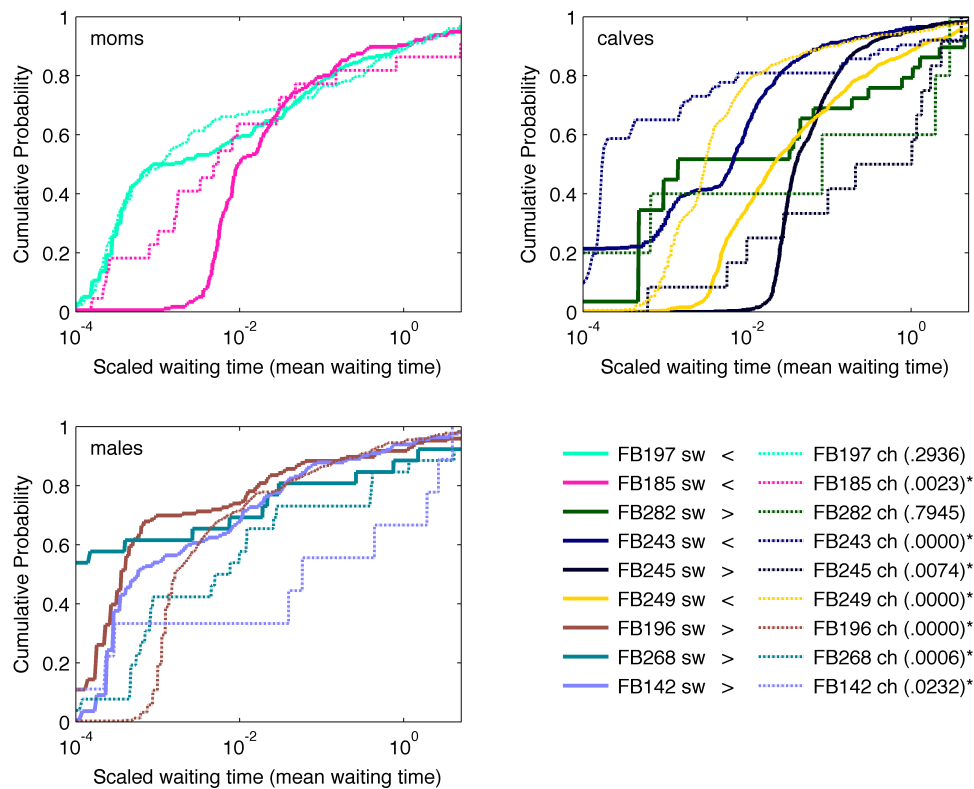 moms
Cumulative Probability
1
0.8
0.6
0.4
0.2
0
10^-4
10^-2
10^0
Scaled waiting time (mean waiting time)
calves
Cumulative Probability
1
0.8
0.6
0.4
0.2
0
10^-4
10^-2
10^0
Scaled waiting time (mean waiting time)
males
Cumulative Probability
1
0.8
0.6
0.4
0.2
0
10^-4
10^-2
10^0
Scaled waiting time (mean waiting time)
FB197 sw < FB197 ch (.2936)
FB185 sw < FB185 ch (.0023)*
FB282 sw > FB282 ch (.7945)
FB243 sw < FB243 ch (.0000)*
FB245 sw > FB245 ch (.0074)*
FB249 sw < FB249 ch (.0000)*
FB196 sw > FB196 ch (.0000)*
FB268 sw > FB268 ch (.0006)*
FB142 sw > FB142 ch (.0232)*